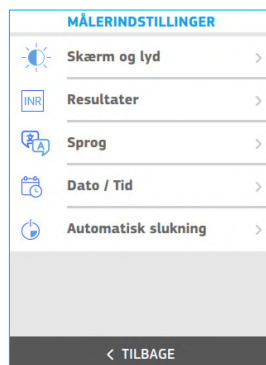 MÅLERINDSTILLINGER
Skærm og lyd
INR
Resultater
A
Sprog
Dato / Tid
Automatisk slukning
< TILBAGE